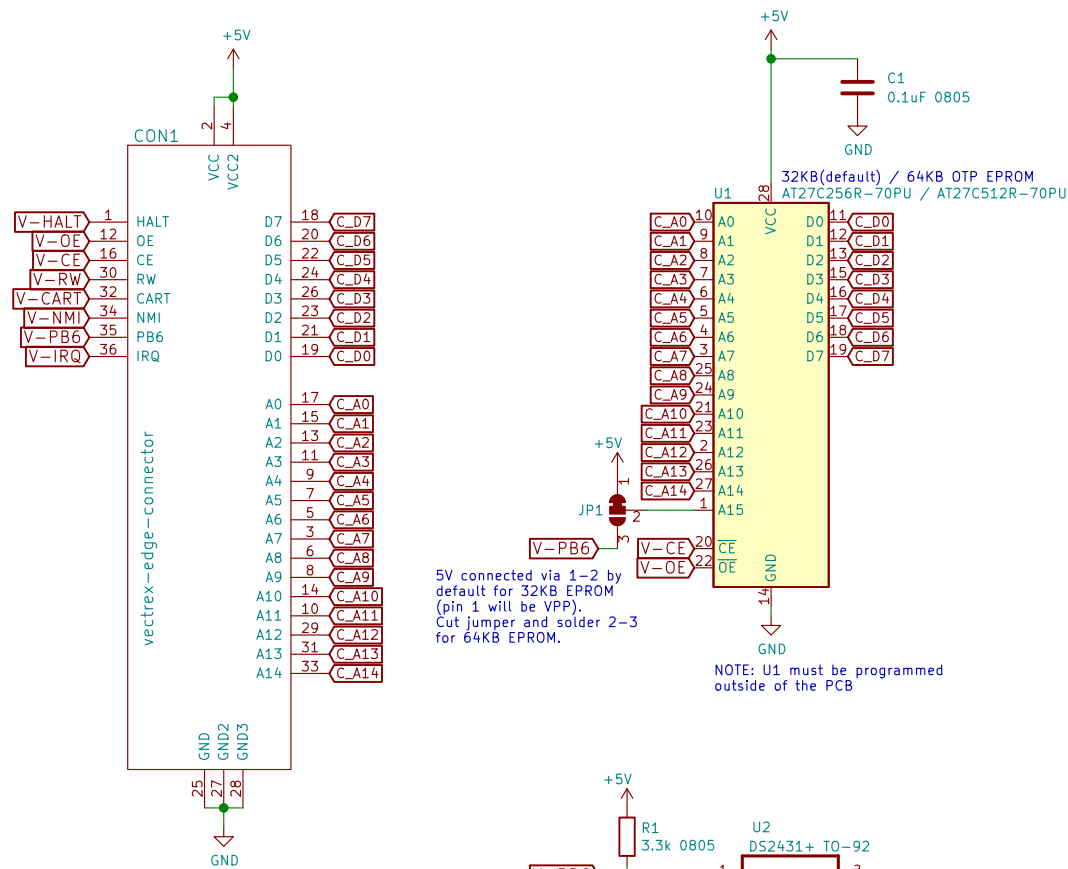 +5V
2
4
CON1
VCC
VCC2
V-HALT 1 HALT D7 18 C_D7
V-OE 12 OE D6 20 C_D6
V-CE 16 CE D5 22 C_D5
V-RW 30 RW D4 24 C_D4
V-CART 32 CART D3 26 C_D3
V-NMI 34 NMI D2 23 C_D2
V-PB6 35 PB6 D1 21 C_D1
V-IRQ 36 IRQ D0 19 C_D0
A0 17 C_A0
A1 15 C_A1
A2 13 C_A2
A3 11 C_A3
A4 9 C_A4
A5 7 C_A5
A6 5 C_A6
A7 3 C_A7
A8 6 C_A8
A9 8 C_A9
A10 14 C_A10
A11 10 C_A11
A12 29 C_A12
A13 31 C_A13
A14 33 C_A14
vectrex-edge-connector
GND
GND2
GND3
25
27
28
GND
+5V
C1
0.1uF 0805
GND
32KB(default) / 64KB OTP EPROM
U1
28
AT27C256R-70PU / AT27C512R-70PU
VCC
C_A0 10 A0 D0 11 C_D0
C_A1 9 A1 D1 12 C_D1
C_A2 8 A2 D2 13 C_D2
C_A3 7 A3 D3 15 C_D3
C_A4 6 A4 D4 16 C_D4
C_A5 5 A5 D5 17 C_D5
C_A6 4 A6 D6 18 C_D6
C_A7 3 A7 D7 19 C_D7
C_A8 25 A8
C_A9 24 A9
C_A10 21 A10
C_A11 23 A11
C_A12 2 A12
C_A13 26 A13
C_A14 27 A14
1 A15
+5V
1
JP1
2
3
V-PB6
V-CE 20 CE
V-OE 22 OE
GND
14
GND
5V connected via 1-2 by
default for 32KB EPROM
(pin 1 will be VPP).
Cut jumper and solder 2-3
for 64KB EPROM.
NOTE: U1 must be programmed
outside of the PCB
+5V
R1
3.3k 0805
U2
DS2431+ TO-92